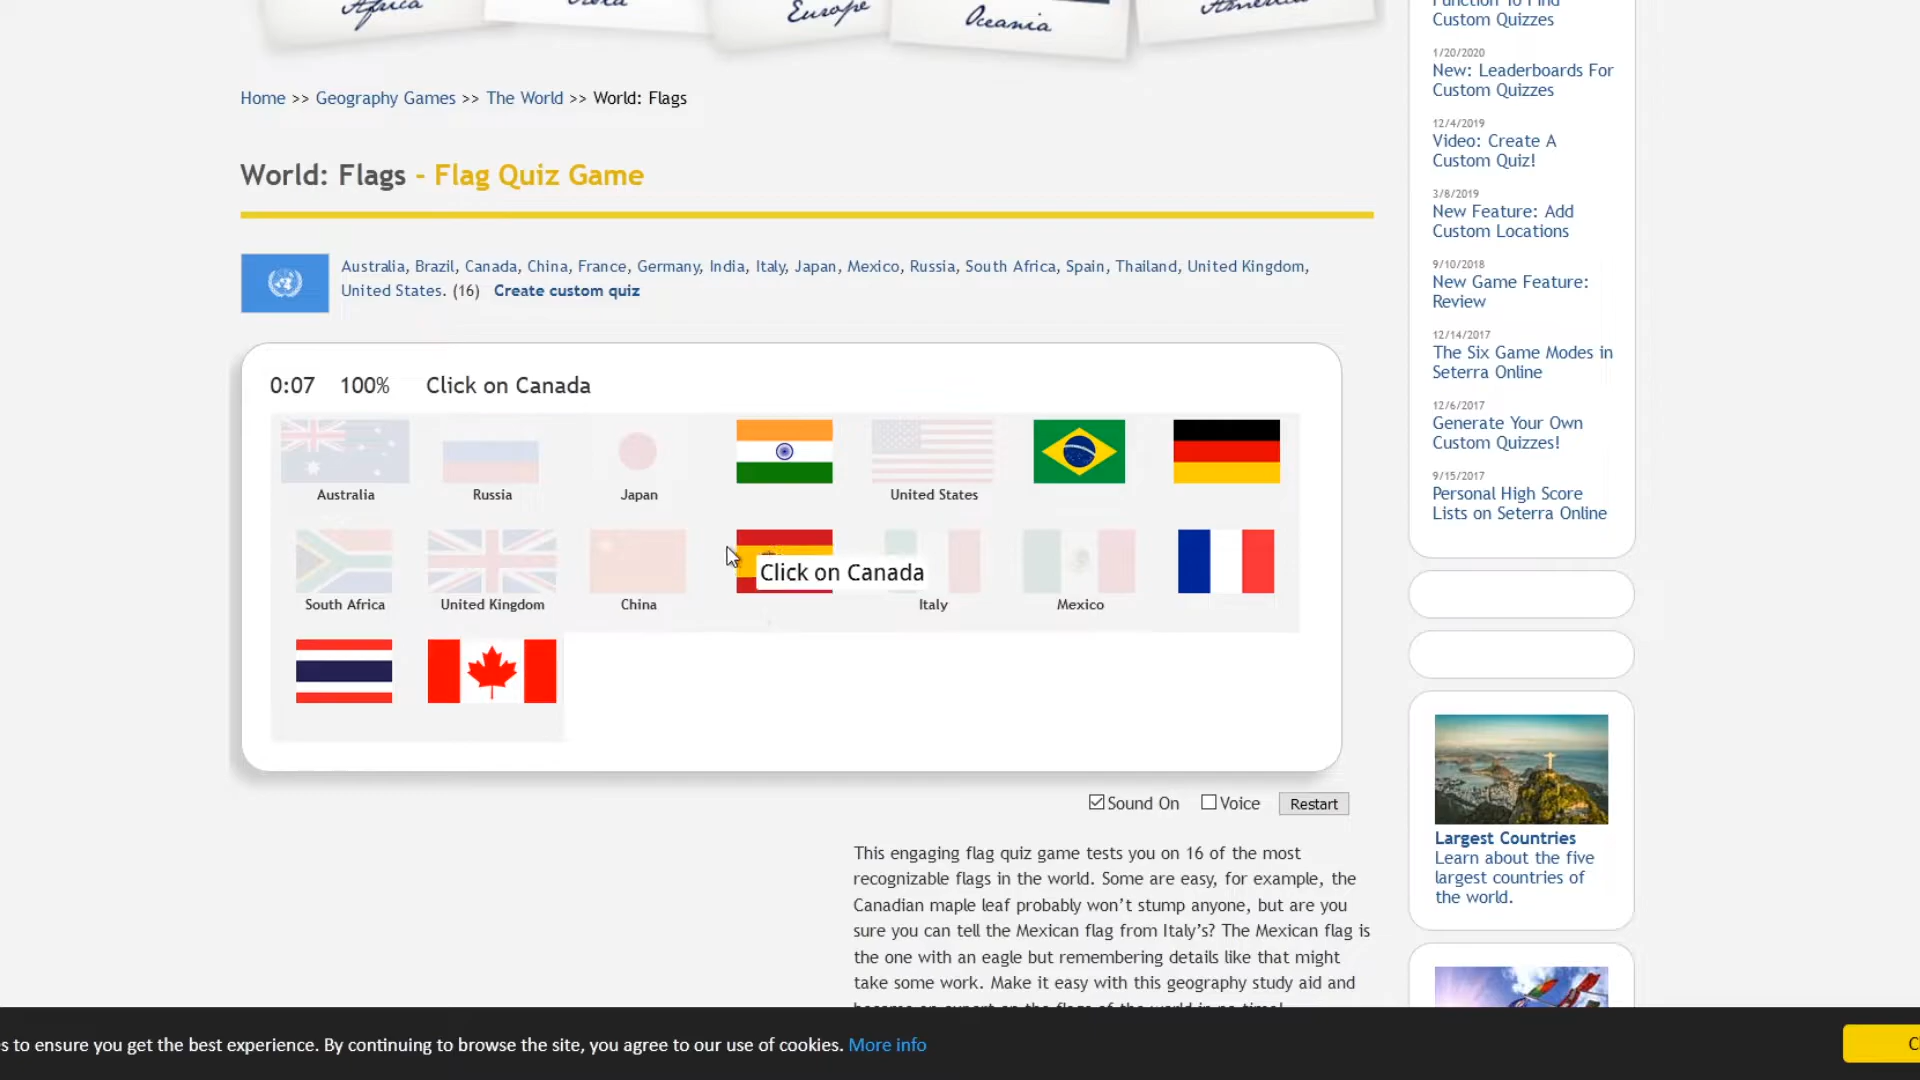 Africa
Europe
Oceania
America
Custom Quizzes
1/20/2020
New: Leaderboards For
Custom Quizzes
12/4/2019
Video: Create A
Custom Quiz!
3/8/2019
New Feature: Add
Custom Locations
9/10/2018
New Game Feature:
Review
12/14/2017
The Six Game Modes in
Seterra Online
12/6/2017
Generate Your Own
Custom Quizzes!
9/15/2017
Personal High Score
Lists on Seterra Online
Home >> Geography Games >> The World >> World: Flags
World: Flags - Flag Quiz Game
Australia, Brazil, Canada, China, France, Germany, India, Italy, Japan, Mexico, Russia, South Africa, Spain, Thailand, United Kingdom,
United States. (16) Create custom quiz
0:07 100% Click on Canada
Australia Russia Japan United States
Click on Canada
South Africa United Kingdom China Italy Mexico
Sound On Voice Restart
This engaging flag quiz game tests you on 16 of the most
recognizable flags in the world. Some are easy, for example, the
Canadian maple leaf probably won't stump anyone, but are you
sure you can tell the Mexican flag from Italy's? The Mexican flag is
the one with an eagle but remembering details like that might
take some work. Make it easy with this geography study aid and
Largest Countries
Learn about the five
largest countries of
the world.
s to ensure you get the best experience. By continuing to browse the site, you agree to our use of cookies. More info